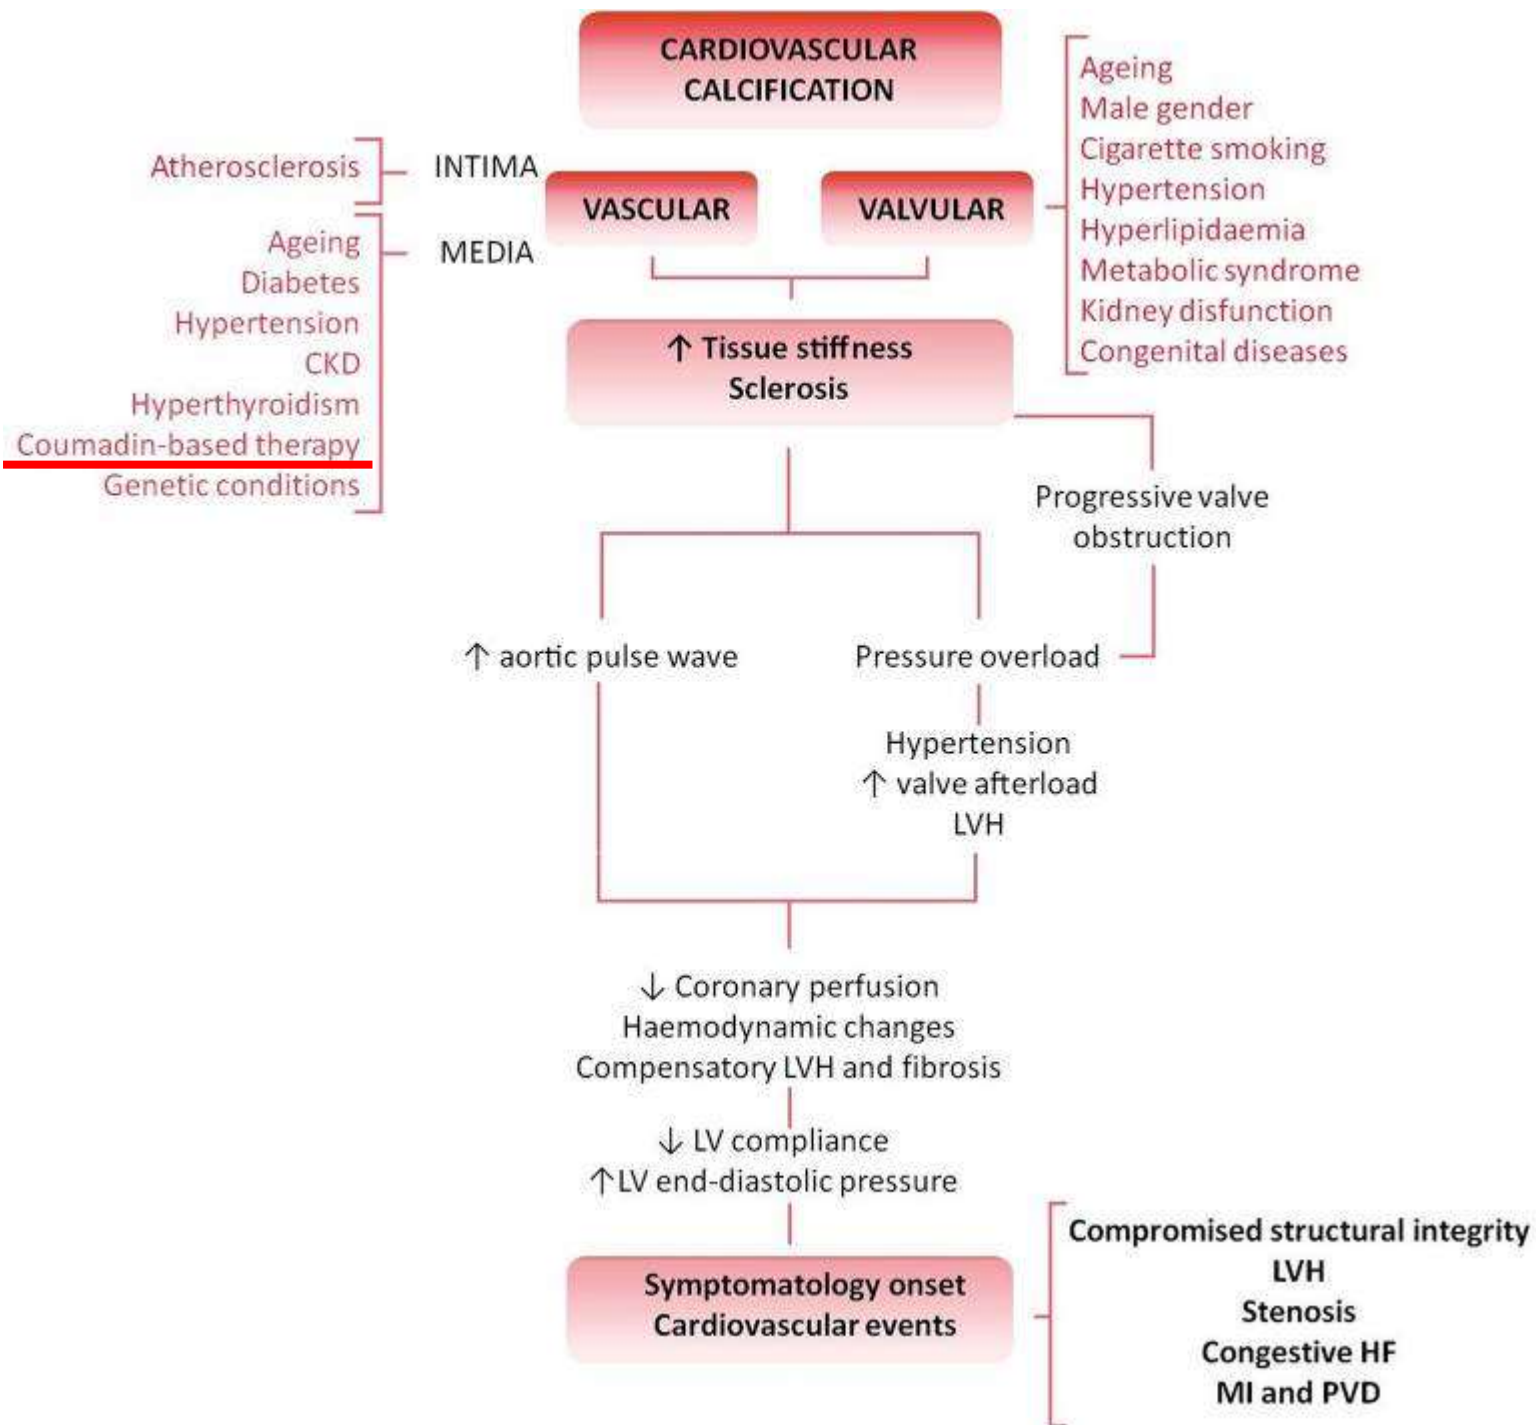 CARDIOVASCULAR
CALCIFICATION
Atherosclerosis
INTIMA
Ageing
Diabetes
Hypertension
CKD
Hyperthyroidism
Coumadin-based therapy
Genetic conditions
MEDIA
VASCULAR
VALVULAR
Ageing
Male gender
Cigarette smoking
Hypertension
Hyperlipidaemia
Metabolic syndrome
Kidney disfunction
Congenital diseases
↑ Tissue stiffness
Sclerosis
Progressive valve
obstruction
↑ aortic pulse wave
Pressure overload
Hypertension
↑ valve afterload
LVH
↓ Coronary perfusion
Haemodynamic changes
Compensatory LVH and fibrosis
↓ LV compliance
↑LV end-diastolic pressure
Symptomatology onset
Cardiovascular events
Compromised structural integrity
LVH
Stenosis
Congestive HF
MI and PVD